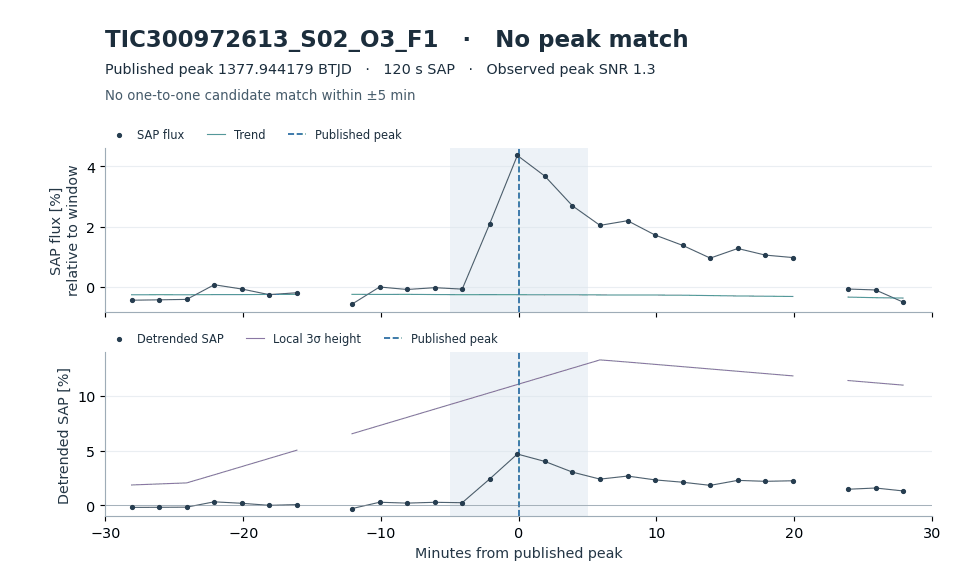 TIC300972613_S02_O3_F1 · No peak match
Published peak 1377.944179 BTJD · 120 s SAP · Observed peak SNR 1.3
No one-to-one candidate match within ±5 min
SAP flux Trend Published peak
SAP flux [%]
relative to window
4
2
0
Detrended SAP Local 3σ height Published peak
Detrended SAP [%]
10
5
0
−30 −20 −10 0 10 20 30
Minutes from published peak